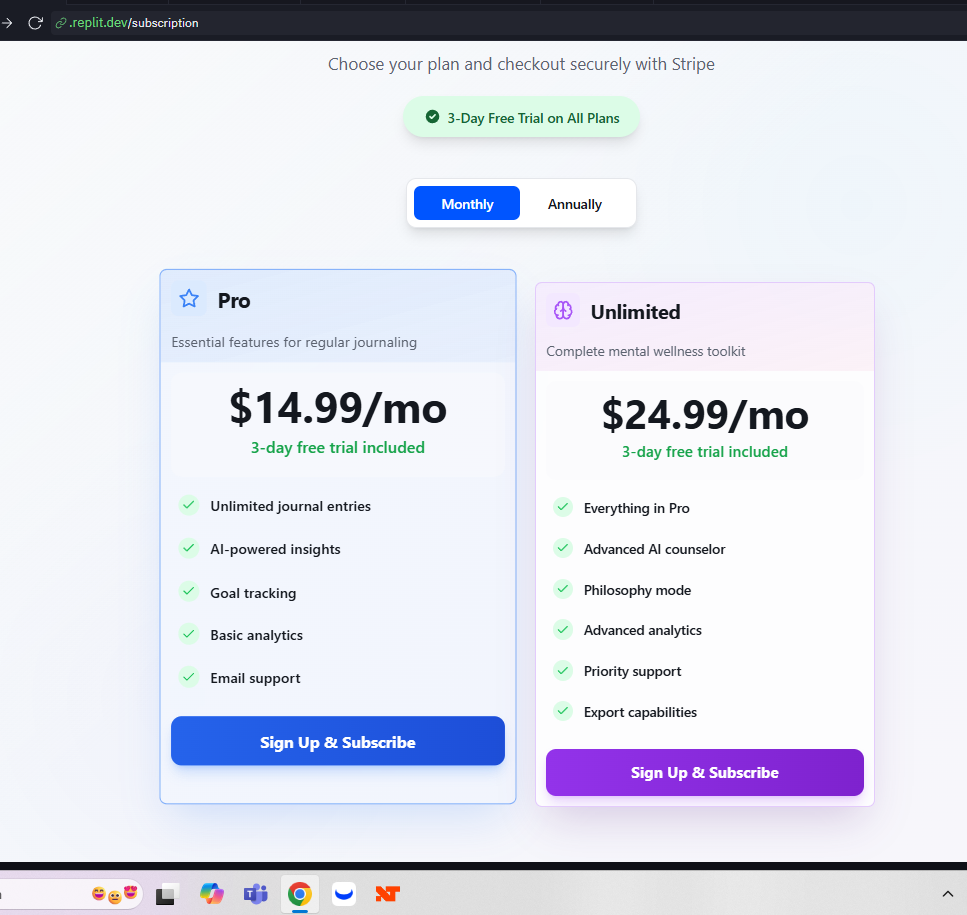 .replit.dev/subscription
Choose your plan and checkout securely with Stripe
3-Day Free Trial on All Plans
Monthly
Annually
Pro
Essential features for regular journaling
$14.99/mo
3-day free trial included
Unlimited journal entries
AI-powered insights
Goal tracking
Basic analytics
Email support
Sign Up & Subscribe
Unlimited
Complete mental wellness toolkit
$24.99/mo
3-day free trial included
Everything in Pro
Advanced AI counselor
Philosophy mode
Advanced analytics
Priority support
Export capabilities
Sign Up & Subscribe